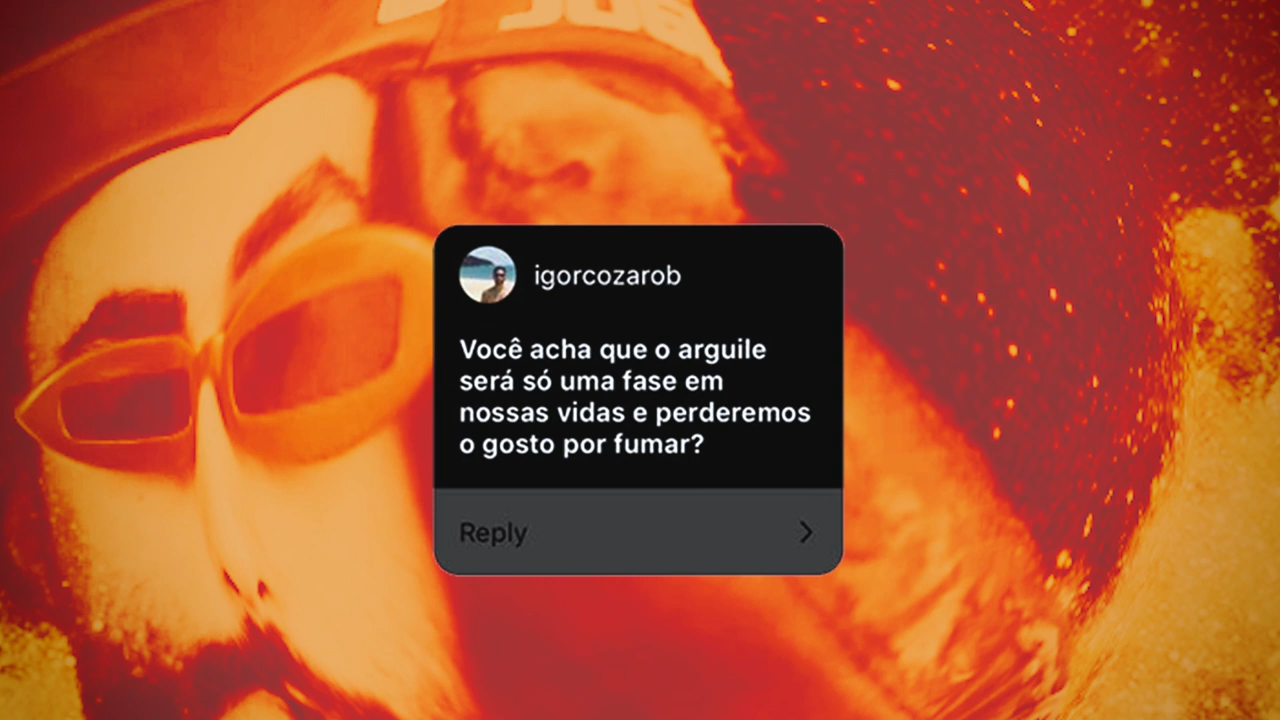 igorcozarob
Você acha que o arguile
será só uma fase em
nossas vidas e perderemos
o gosto por fumar?
Reply